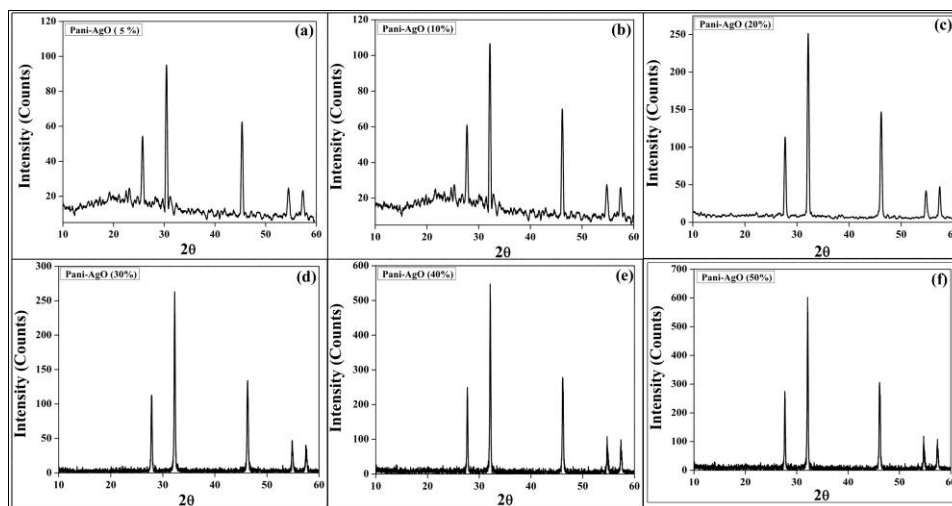 Pani-AgO ( 5 %)
(a)
Intensity (Counts)
120
100
80
60
40
20
10 20 30 40 50 60
2θ
Pani-AgO (10%)
(b)
Intensity (Counts)
120
100
80
60
40
20
10 20 30 40 50 60
2θ
Pani-AgO (20%)
(c)
Intensity (Counts)
250
200
150
100
50
0
10 20 30 40 50 60
2θ
Pani-AgO (30%)
(d)
Intensity (Counts)
300
250
200
150
100
50
0
10 20 30 40 50 60
2θ
Pani-AgO (40%)
(e)
Intensity (Counts)
600
500
400
300
200
100
0
10 20 30 40 50 60
2θ
Pani-AgO (50%)
(f)
Intensity (Counts)
700
600
500
400
300
200
100
0
10 20 30 40 50 60
2θ